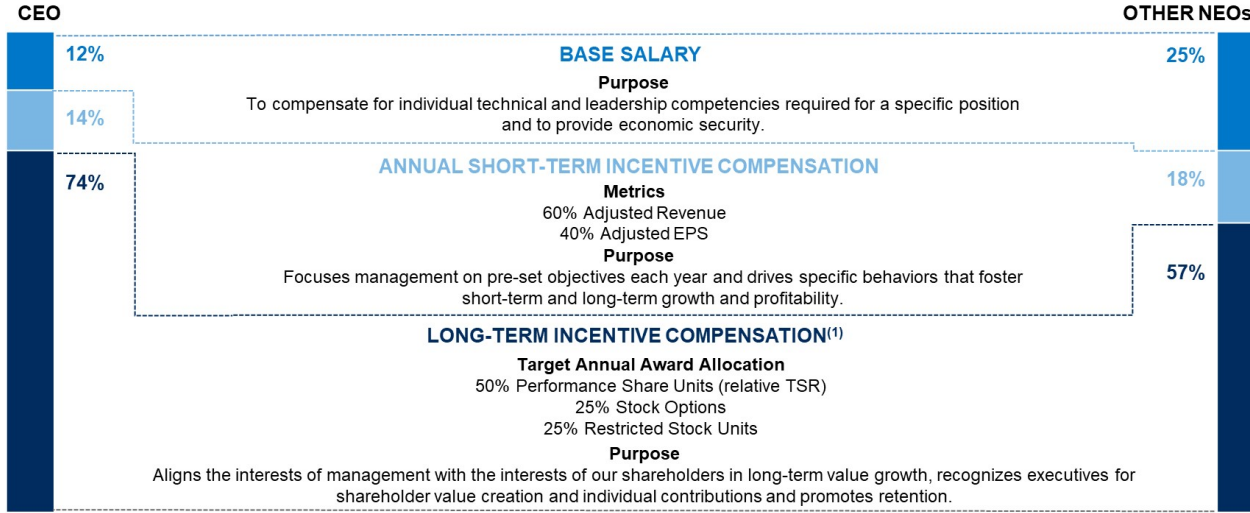 CEO
OTHER NEOs
12%
BASE SALARY
25%
Purpose
To compensate for individual technical and leadership competencies required for a specific position
and to provide economic security.
14%
ANNUAL SHORT-TERM INCENTIVE COMPENSATION
18%
Metrics
60% Adjusted Revenue
40% Adjusted EPS
Purpose
Focuses management on pre-set objectives each year and drives specific behaviors that foster
short-term and long-term growth and profitability.
74%
57%
LONG-TERM INCENTIVE COMPENSATION(1)
Target Annual Award Allocation
50% Performance Share Units (relative TSR)
25% Stock Options
25% Restricted Stock Units
Purpose
Aligns the interests of management with the interests of our shareholders in long-term value growth, recognizes executives for
shareholder value creation and individual contributions and promotes retention.